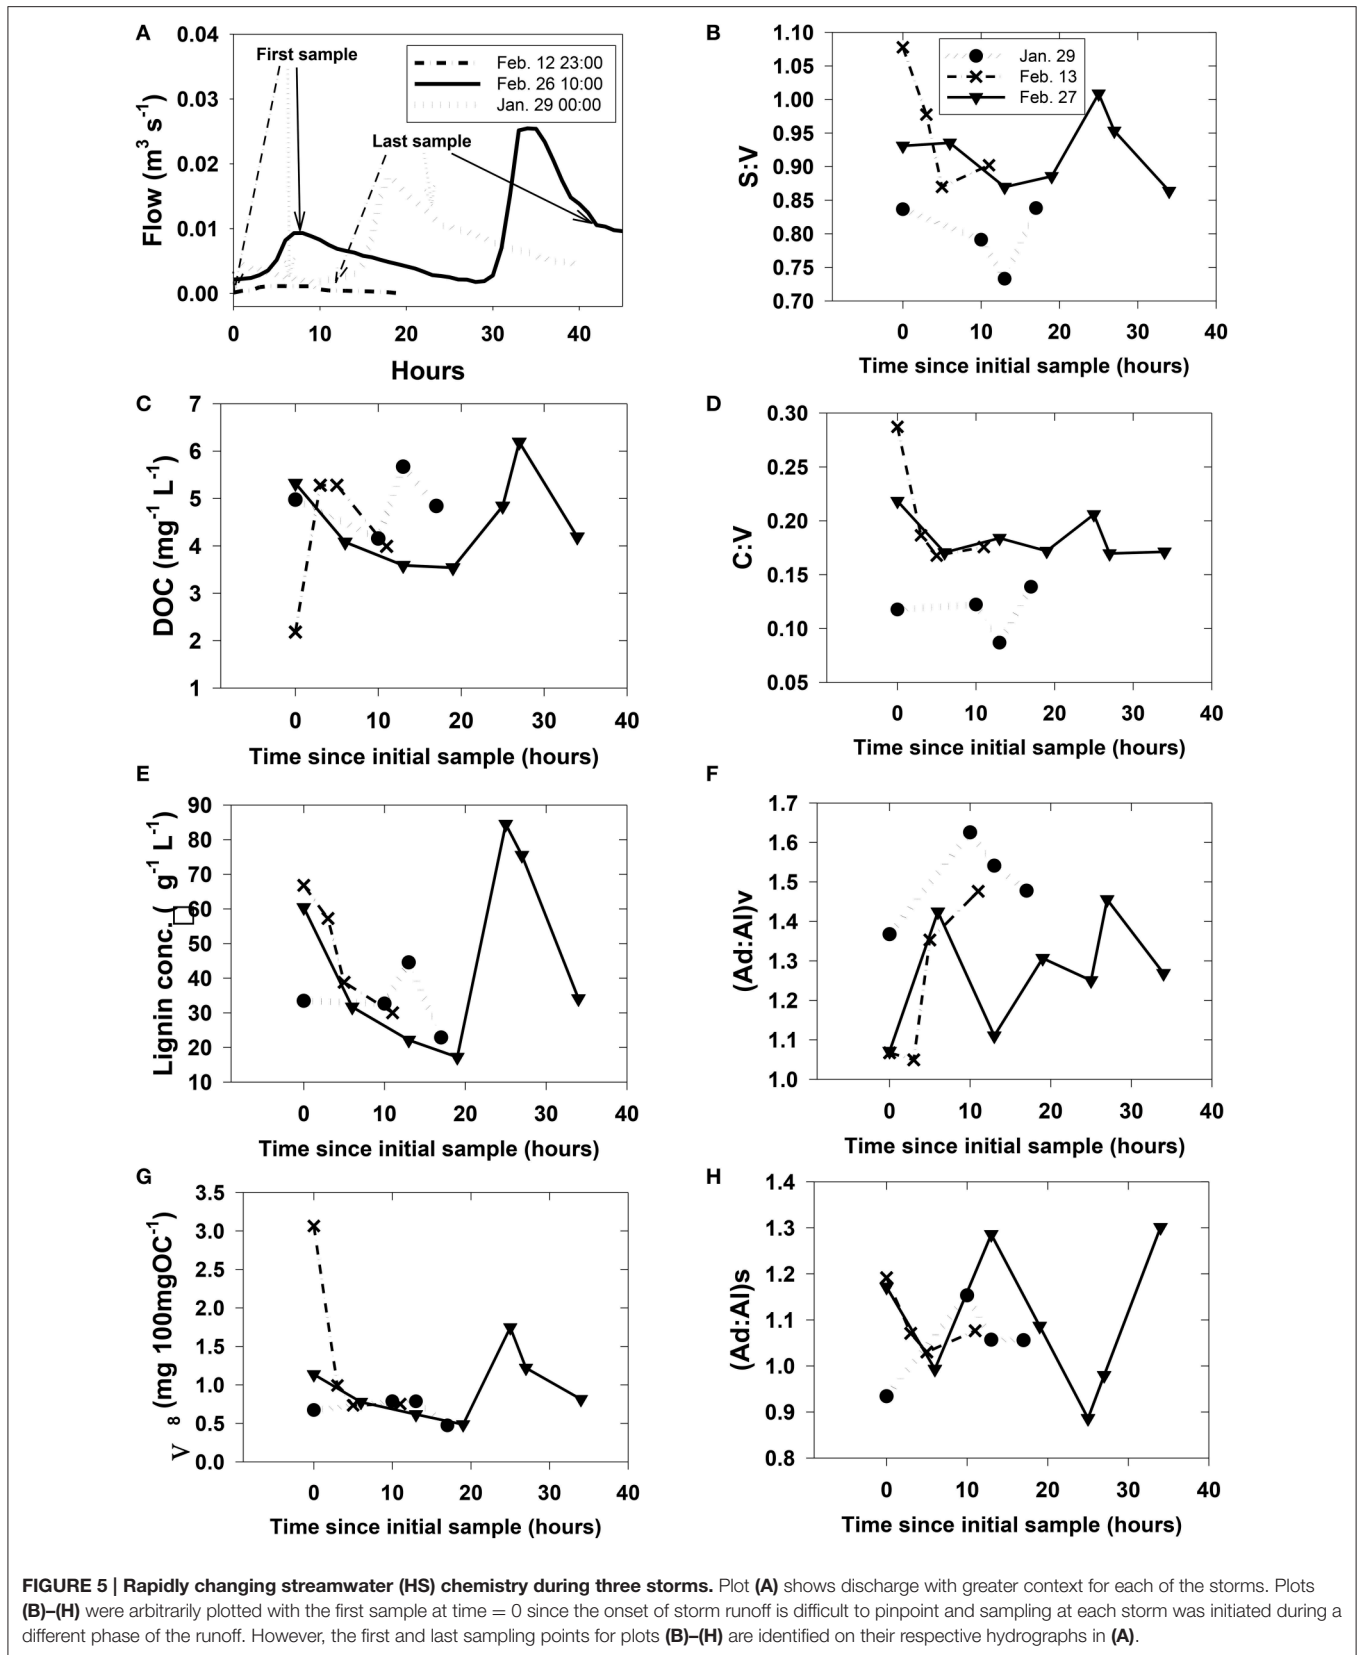 A
Flow (m3 s-1)
0.04
0.03
0.02
0.01
0.00
First sample
Last sample
Feb. 12 23:00
Feb. 26 10:00
Jan. 29 00:00
0 10 20 30 40
Hours
B
S:V
1.10
1.05
1.00
0.95
0.90
0.85
0.80
0.75
0.70
Jan. 29
Feb. 13
Feb. 27
0 10 20 30 40
Time since initial sample (hours)
C
DOC (mg-1 L-1)
7
6
5
4
3
2
1
0 10 20 30 40
Time since initial sample (hours)
D
C:V
0.30
0.25
0.20
0.15
0.10
0.05
0 10 20 30 40
Time since initial sample (hours)
E
Lignin conc. (□g-1 L-1)
90
80
70
60
50
40
30
20
10
0 10 20 30 40
Time since initial sample (hours)
F
(Ad:Al)v
1.7
1.6
1.5
1.4
1.3
1.2
1.1
1.0
0 10 20 30 40
Time since initial sample (hours)
G
V 8 (mg 100mgOC-1)
3.5
3.0
2.5
2.0
1.5
1.0
0.5
0.0
0 10 20 30 40
Time since initial sample (hours)
H
(Ad:Al)s
1.4
1.3
1.2
1.1
1.0
0.9
0.8
0 10 20 30 40
Time since initial sample (hours)
FIGURE 5 | Rapidly changing streamwater (HS) chemistry during three storms. Plot (A) shows discharge with greater context for each of the storms. Plots
(B)–(H) were arbitrarily plotted with the first sample at time = 0 since the onset of storm runoff is difficult to pinpoint and sampling at each storm was initiated during a
different phase of the runoff. However, the first and last sampling points for plots (B)–(H) are identified on their respective hydrographs in (A).